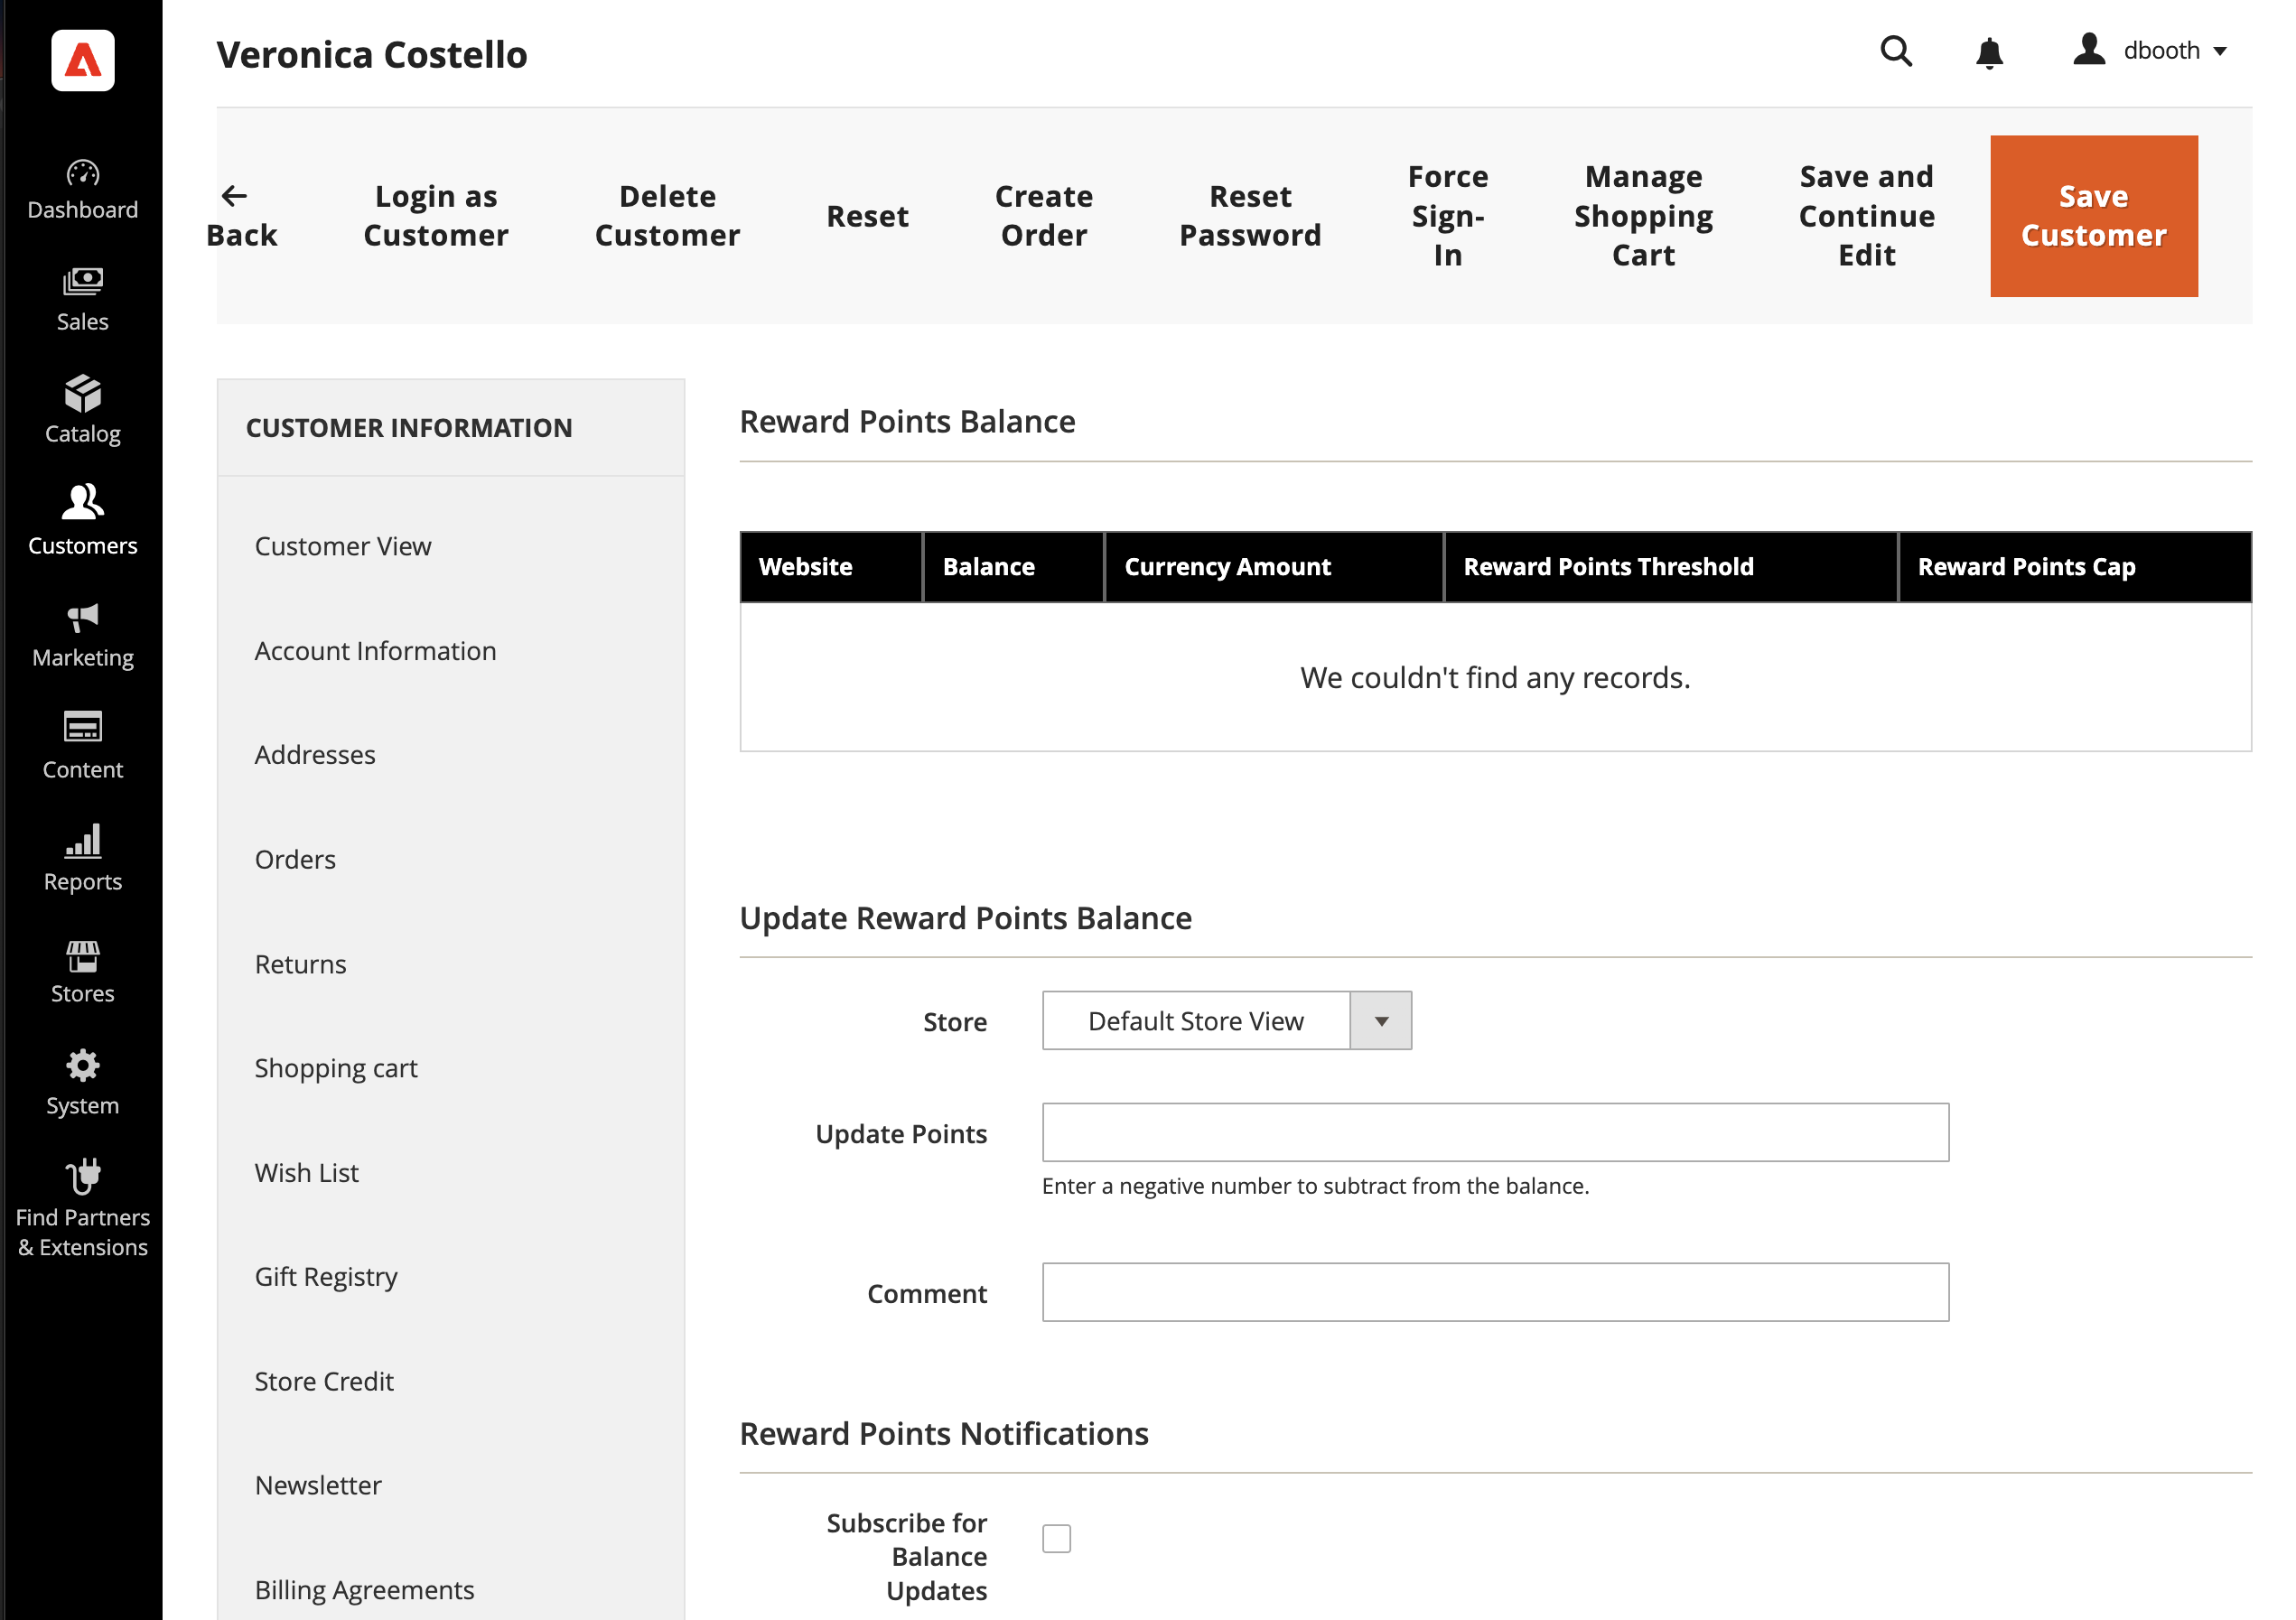 Veronica Costello
dbooth
Back
Login as
Customer
Delete
Customer
Reset
Create
Order
Reset
Password
Force
Sign-
In
Manage
Shopping
Cart
Save and
Continue
Edit
Save
Customer
Dashboard
Sales
Catalog
Customers
Marketing
Content
Reports
Stores
System
Find Partners
& Extensions
CUSTOMER INFORMATION
Customer View
Account Information
Addresses
Orders
Returns
Shopping cart
Wish List
Gift Registry
Store Credit
Newsletter
Billing Agreements
Reward Points Balance
Website Balance Currency Amount Reward Points Threshold Reward Points Cap
We couldn't find any records.
Update Reward Points Balance
Store Default Store View
Update Points
Enter a negative number to subtract from the balance.
Comment
Reward Points Notifications
Subscribe for
Balance
Updates